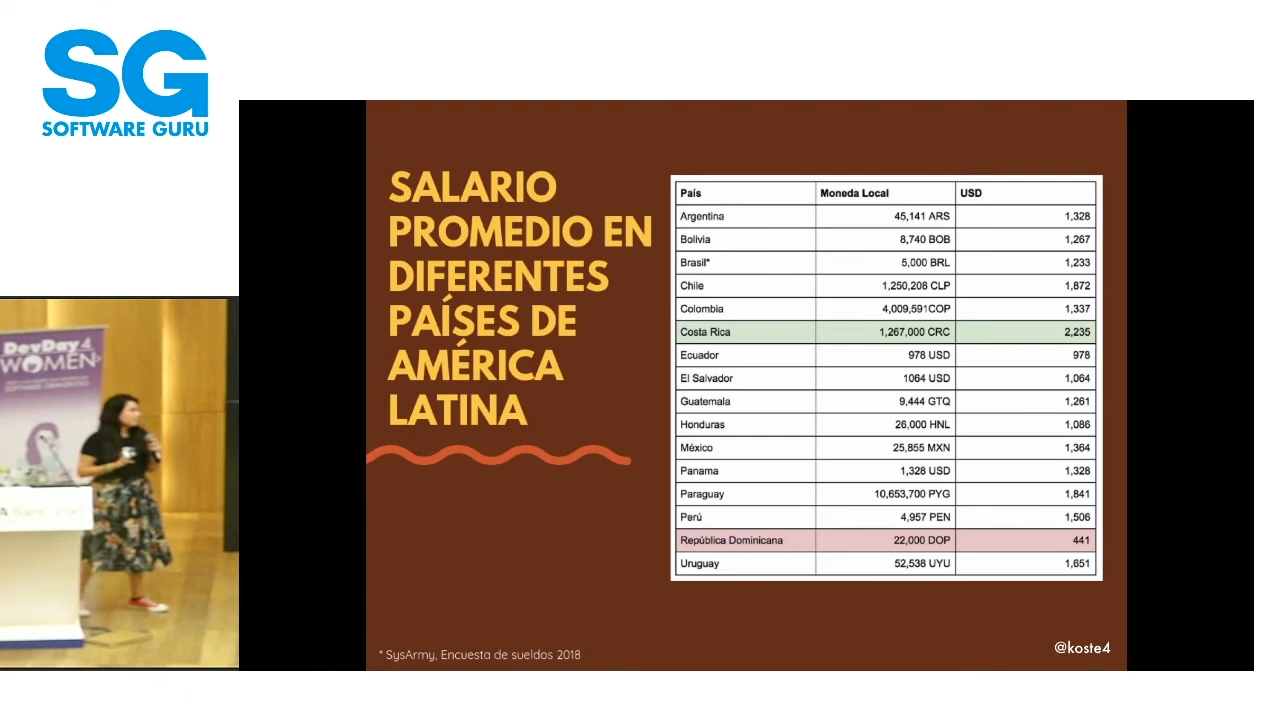 SG
SOFTWARE GURU
SALARIO
PROMEDIO EN
DIFERENTES
PAÍSES DE
AMÉRICA
LATINA
País Moneda Local USD
Argentina 45,141 ARS 1,328
Bolivia 8,740 BOB 1,267
Brasil* 5,000 BRL 1,233
Chile 1,250,208 CLP 1,872
Colombia 4,009,591COP 1,337
Costa Rica 1,267,000 CRC 2,235
Ecuador 978 USD 978
El Salvador 1064 USD 1,064
Guatemala 9,444 GTQ 1,261
Honduras 26,000 HNL 1,086
México 25,855 MXN 1,364
Panama 1,328 USD 1,328
Paraguay 10,653,700 PYG 1,841
Perú 4,957 PEN 1,506
República Dominicana 22,000 DOP 441
Uruguay 52,538 UYU 1,651
* SysArmy, Encuesta de sueldos 2018
@koste4
DevDay4
WOMEN